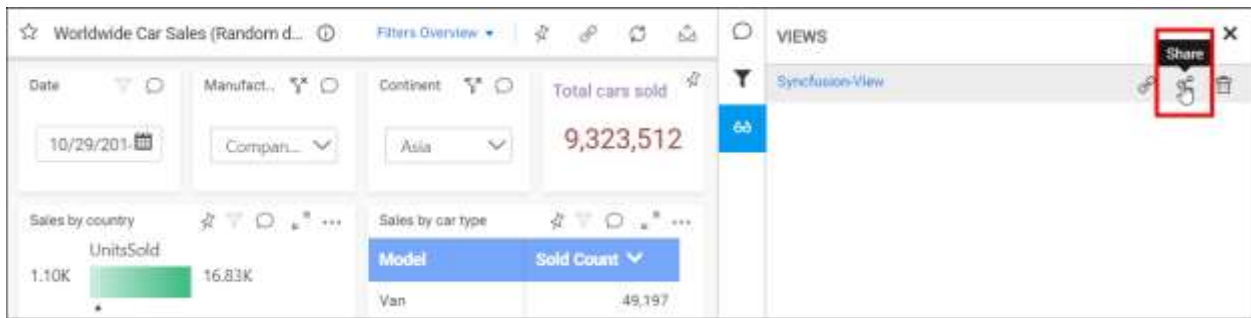 Worldwide Car Sales (Random d...
Filters Overview
VIEWS
Share
Date
Manufact..
Continent
Total cars sold
Syncfusion-View
10/29/201
Compan...
Asia
9,323,512
Sales by country
Sales by car type
UnitsSold
1.10K
16.83K
Model
Sold Count
Van
49,197